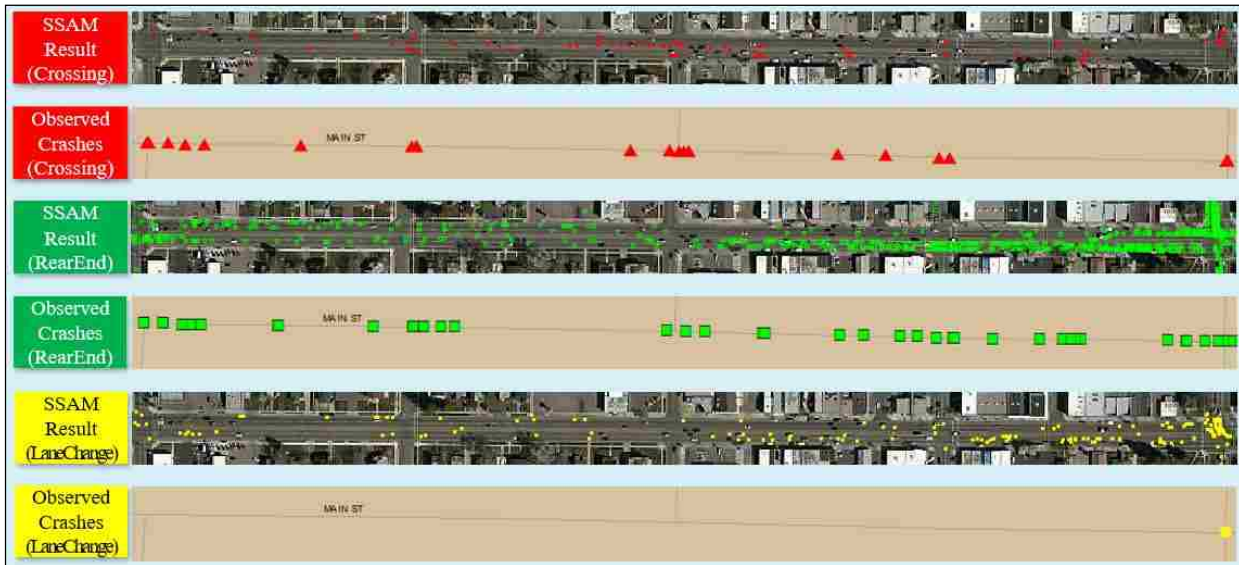 SSAM
Result
(Crossing)
Observed
Crashes
(Crossing)
MAIN ST
SSAM
Result
(RearEnd)
Observed
Crashes
(RearEnd)
MAIN ST
SSAM
Result
(LaneChange)
Observed
Crashes
(LaneChange)
MAIN ST